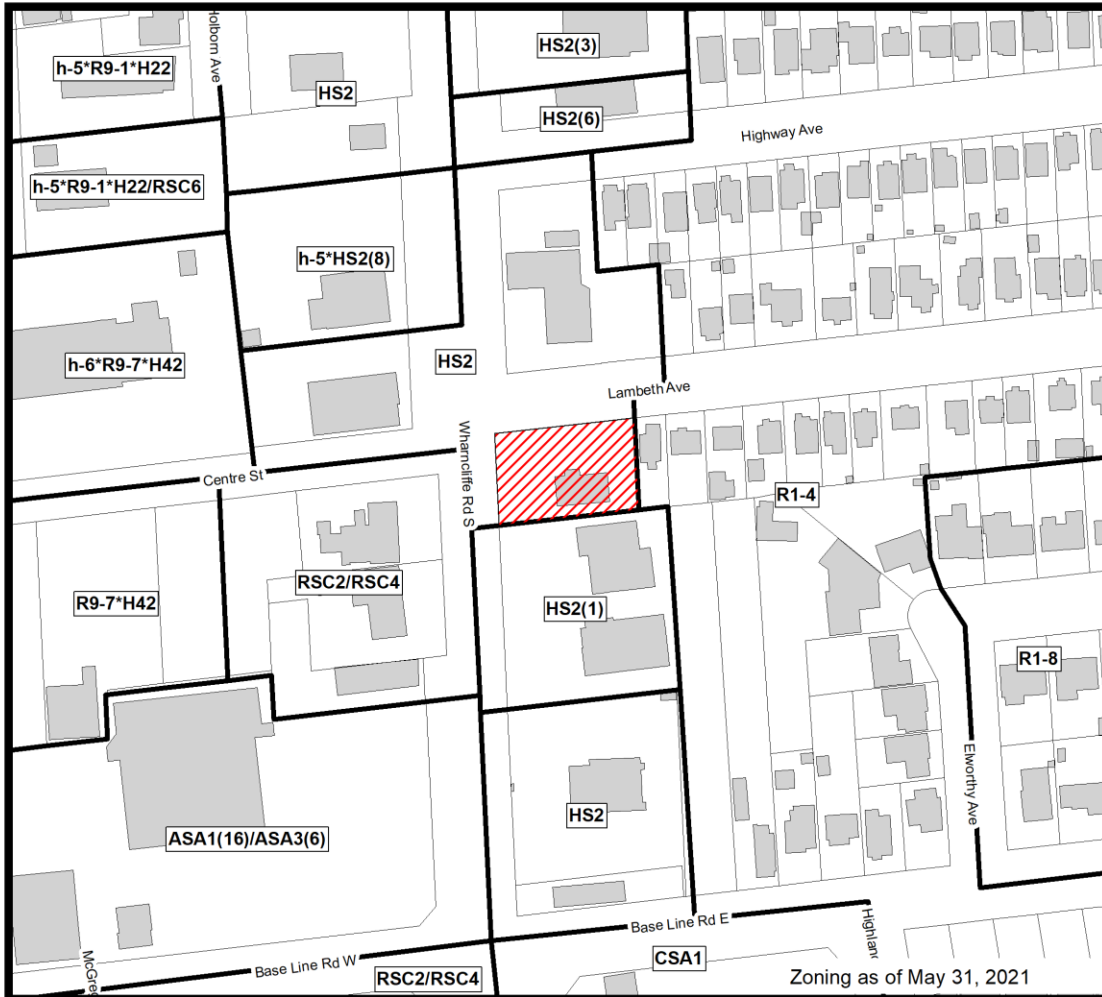 Holborn Ave
h-5*R9-1*H22
HS2
HS2(3)
HS2(6)
Highway Ave
h-5*R9-1*H22/RSC6
h-5*HS2(8)
h-6*R9-7*H42
HS2
Lambeth Ave
Wharncliffe Rd S
Centre St
R1-4
R9-7*H42
RSC2/RSC4
HS2(1)
R1-8
Elworthy Ave
HS2
ASA1(16)/ASA3(6)
Base Line Rd E
Highland
McGreg
Base Line Rd W
CSA1
RSC2/RSC4
Zoning as of May 31, 2021